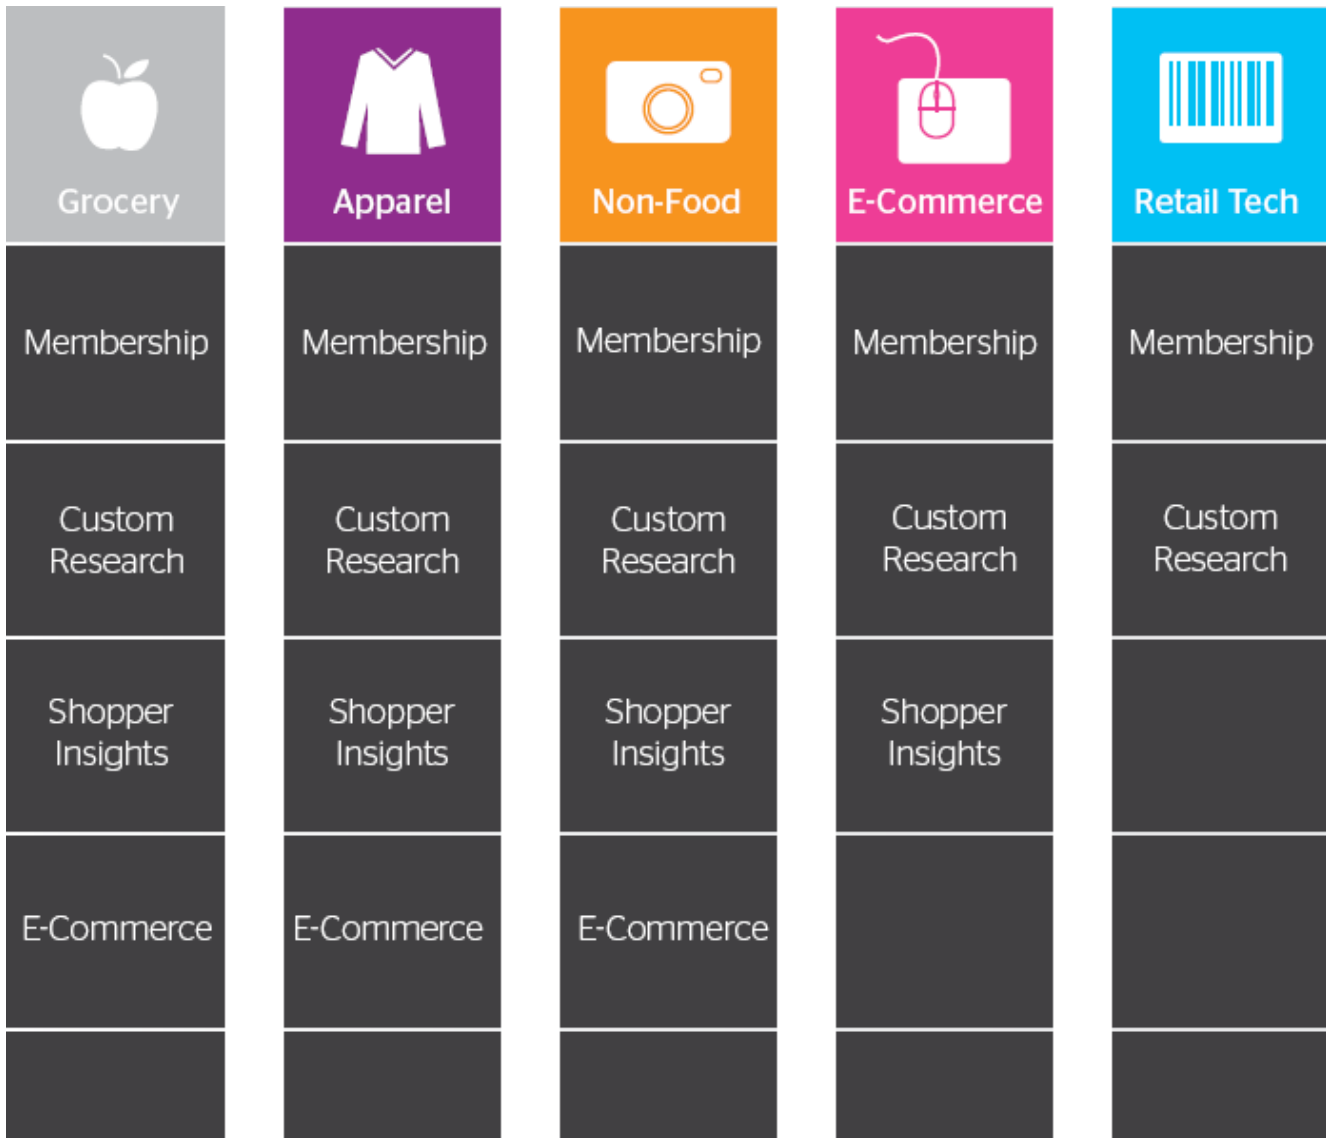 Grocery
Apparel
Non-Food
E-Commerce
Retail Tech
Membership
Membership
Membership
Membership
Membership
Custom
Research
Custom
Research
Custom
Research
Custom
Research
Custom
Research
Shopper
Insights
Shopper
Insights
Shopper
Insights
Shopper
Insights
E-Commerce
E-Commerce
E-Commerce